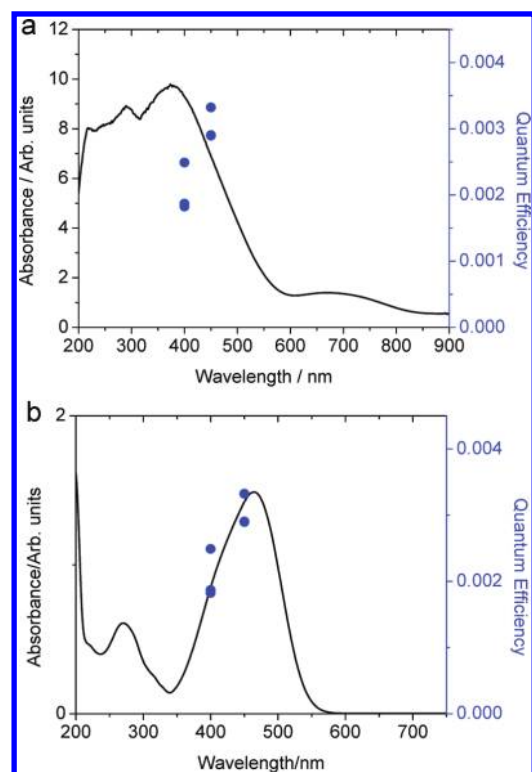 a
12
10
8
6
4
2
0
Absorbance / Arb. units
0.004
0.003
0.002
0.001
0.000
Quantum Efficiency
200 300 400 500 600 700 800 900
Wavelength / nm
b
2
0
Absorbance/Arb. units
0.004
0.002
0.000
Quantum Efficiency
200 300 400 500 600 700
Wavelength/nm